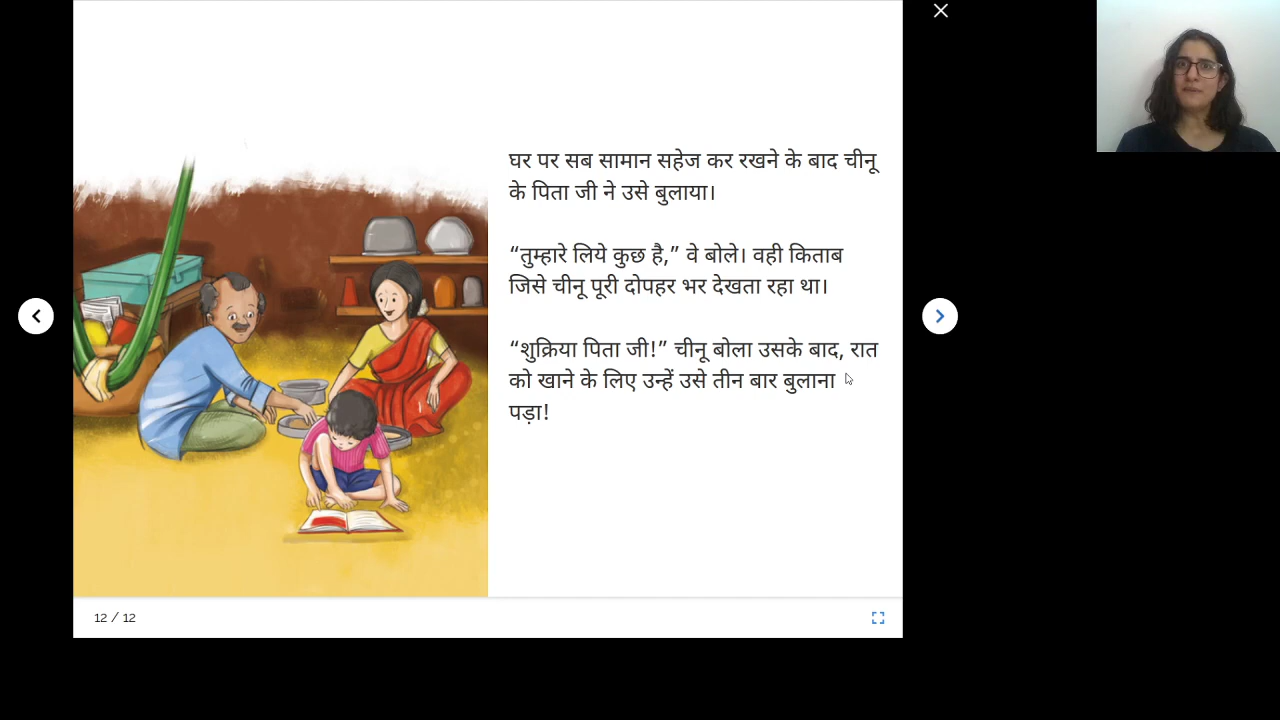 घर पर सब सामान सहेज कर रखने के बाद चीनू
के पिता जी ने उसे बुलाया।
“तुम्हारे लिये कुछ है,” वे बोले। वही किताब
जिसे चीनू पूरी दोपहर भर देखता रहा था।
“शुक्रिया पिता जी!” चीनू बोला उसके बाद, रात
को खाने के लिए उन्हें उसे तीन बार बुलाना
पड़ा!
12 / 12